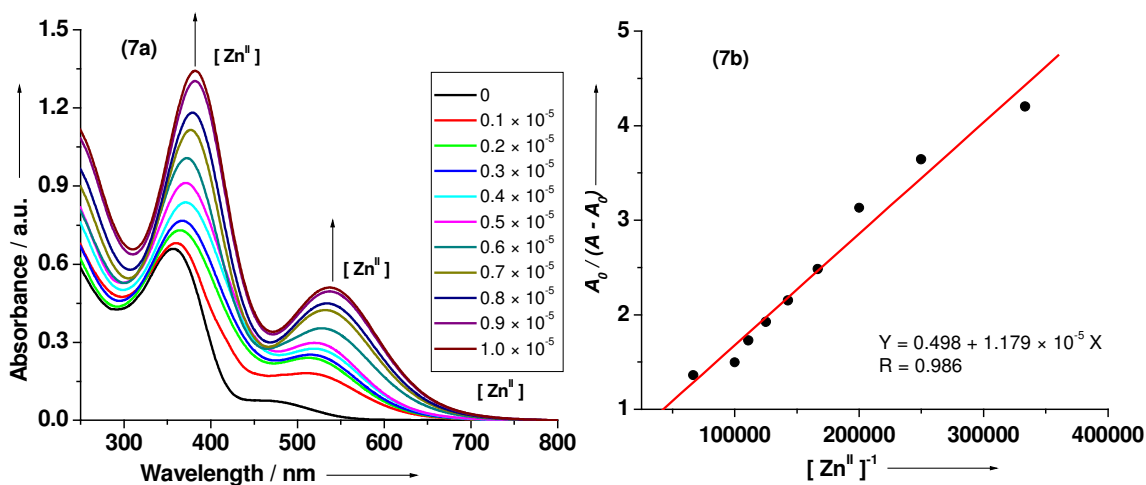 (7a)
[ Zn^II ]
[ Zn^II ]
0
0.1 × 10^-5
0.2 × 10^-5
0.3 × 10^-5
0.4 × 10^-5
0.5 × 10^-5
0.6 × 10^-5
0.7 × 10^-5
0.8 × 10^-5
0.9 × 10^-5
1.0 × 10^-5
[ Zn^II ]
Absorbance / a.u.
1.5
1.2
0.9
0.6
0.3
0.0
300 400 500 600 700 800
Wavelength / nm
(7b)
A_0 / (A - A_0)
5
4
3
2
1
Y = 0.498 + 1.179 × 10^-5 X
R = 0.986
100000 200000 300000 400000
[ Zn^II ]^-1